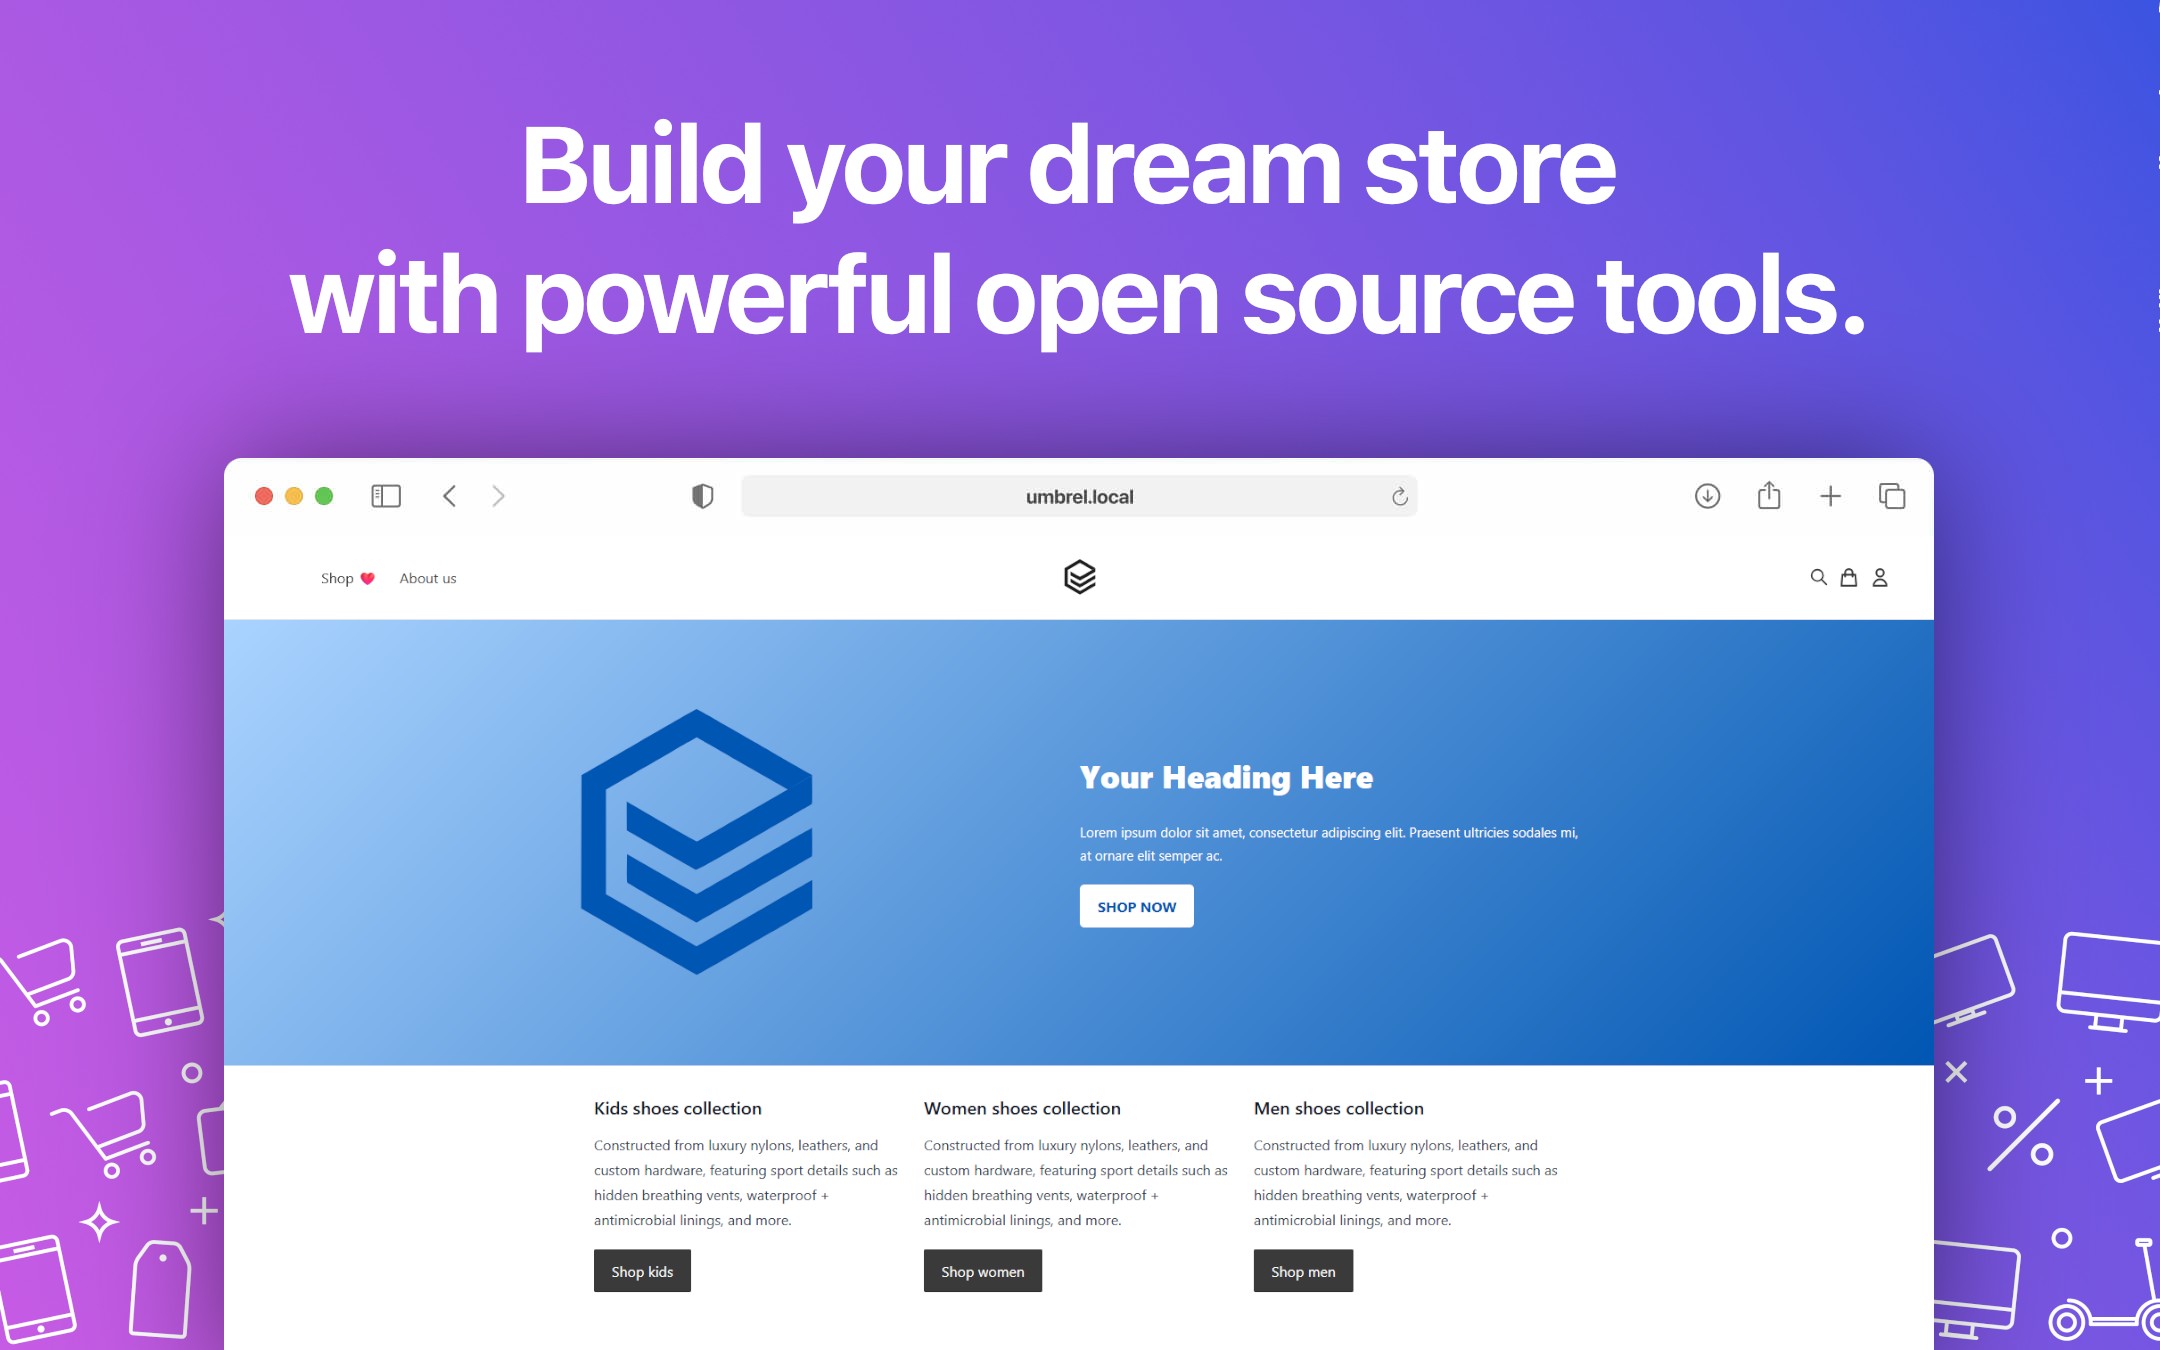 Build your dream store
with powerful open source tools.
umbrel.local
Shop ❤️ About us
Your Heading Here
Lorem ipsum dolor sit amet, consectetur adipiscing elit. Praesent ultricies sodales mi,
at ornare elit semper ac.
SHOP NOW
Kids shoes collection
Constructed from luxury nylons, leathers, and
custom hardware, featuring sport details such as
hidden breathing vents, waterproof +
antimicrobial linings, and more.
Shop kids
Women shoes collection
Constructed from luxury nylons, leathers, and
custom hardware, featuring sport details such as
hidden breathing vents, waterproof +
antimicrobial linings, and more.
Shop women
Men shoes collection
Constructed from luxury nylons, leathers, and
custom hardware, featuring sport details such as
hidden breathing vents, waterproof +
antimicrobial linings, and more.
Shop men